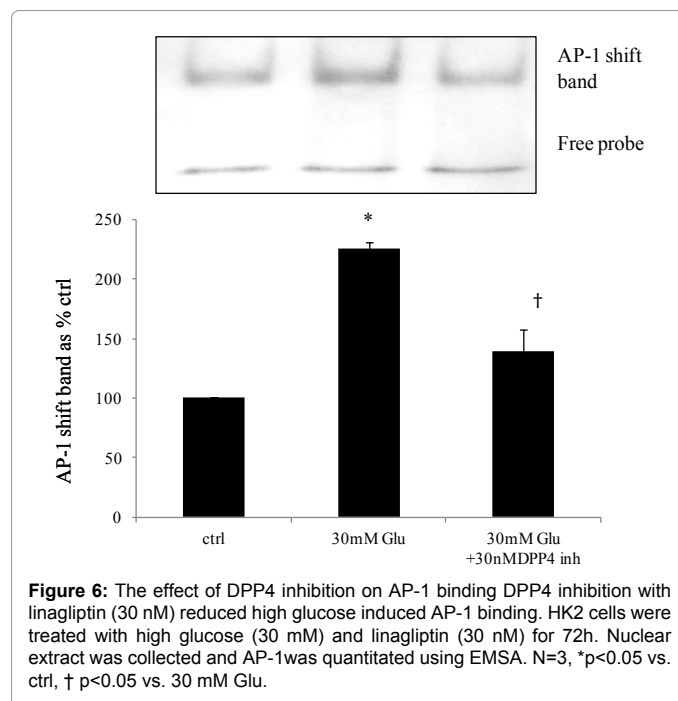 AP-1 shift
band
Free probe
AP-1 shift band as % ctrl
250
200
150
100
50
0
*
†
ctrl
30mM Glu
30mM Glu
+30nMDPP4 inh
Figure 6: The effect of DPP4 inhibition on AP-1 binding DPP4 inhibition with
linagliptin (30 nM) reduced high glucose induced AP-1 binding. HK2 cells were
treated with high glucose (30 mM) and linagliptin (30 nM) for 72h. Nuclear
extract was collected and AP-1was quantitated using EMSA. N=3, *p<0.05 vs.
ctrl, † p<0.05 vs. 30 mM Glu.